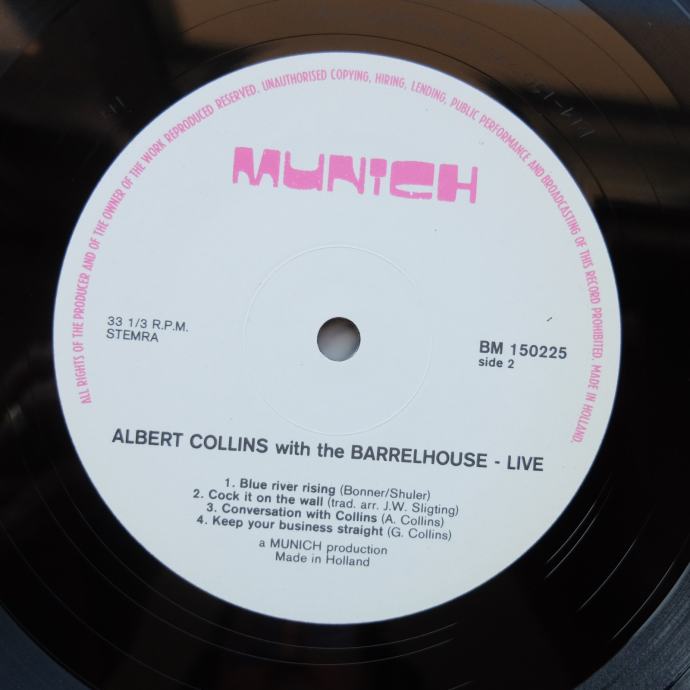 ALL RIGHTS OF THE PRODUCER AND OF THE OWNER OF THE WORK REPRODUCED RESERVED. UNAUTHORISED COPYING, HIRING, LENDING, PUBLIC PERFORMANCE AND BROADCASTING OF THIS RECORD PROHIBITED. MADE IN HOLLAND.
MUNICH
33 1/3 R.P.M.
STEMRA
BM 150225
side 2
ALBERT COLLINS with the BARRELHOUSE - LIVE
1. Blue river rising (Bonner/Shuler)
2. Cock it on the wall (trad. arr. J.W. Sligting)
3. Conversation with Collins (A. Collins)
4. Keep your business straight (G. Collins)
a MUNICH production
Made in Holland